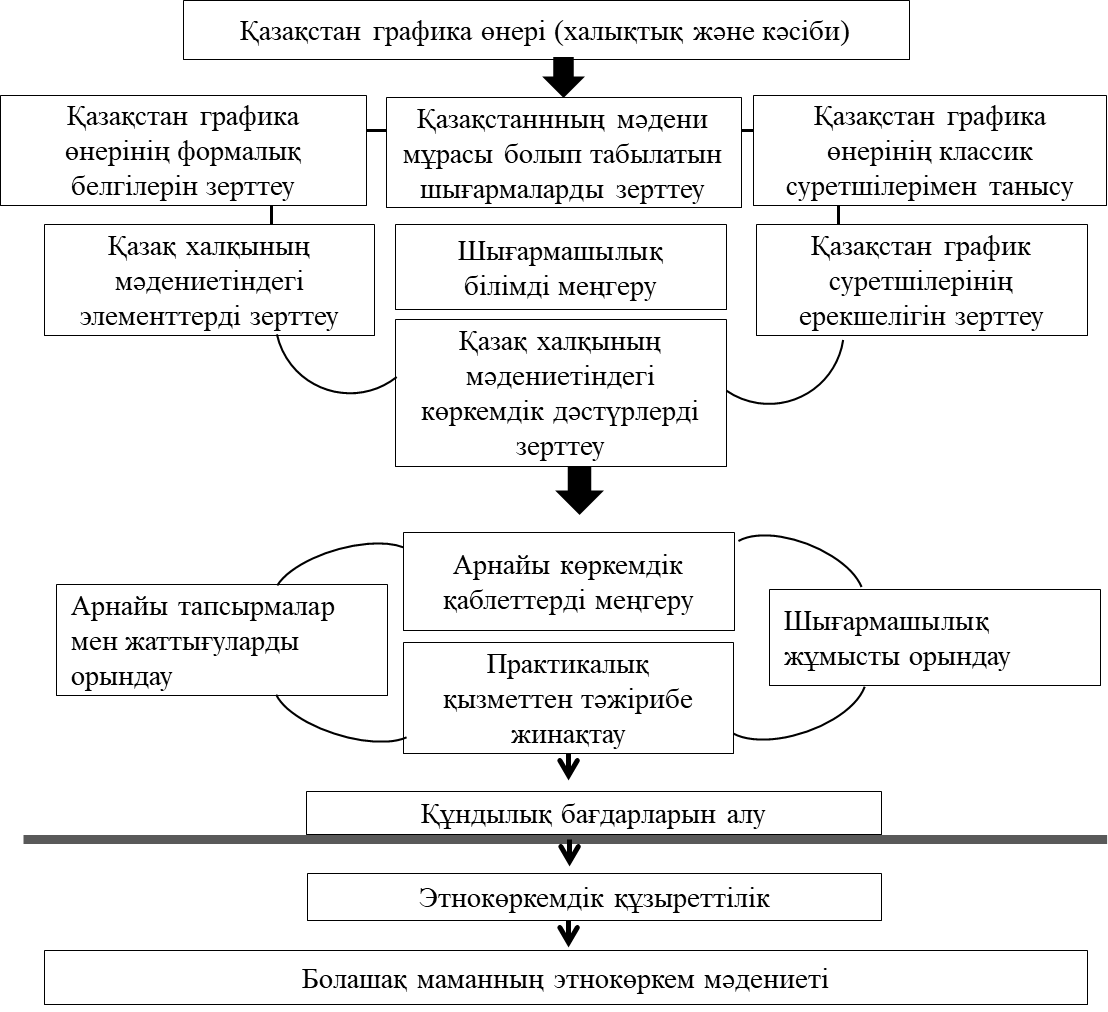 Қазақстан графика өнері (халықтық және кәсіби)
Қазақстан графика
өнерінің формалық
белгілерін зерттеу
Қазақстаннның мәдени
мұрасы болып табылатын
шығармаларды зерттеу
Қазақстан графика
өнерінің классик
суретшілерімен танысу
Қазақ халқының
мәдениетіндегі
элементтерді зерттеу
Шығармашылық
білімді меңгеру
Қазақстан график
суретшілерінің
ерекшелігін зерттеу
Қазақ халқының
мәдениетіндегі
көркемдік дәстүрлерді
зерттеу
Арнайы көркемдік
қаблеттерді меңгеру
Арнайы тапсырмалар
мен жаттығуларды
орындау
Шығармашылық
жұмысты орындау
Практикалық
қызметтен тәжірибе
жинақтау
Құндылық бағдарларын алу
Этнокөркемдік құзыреттілік
Болашақ маманның этнокөркем мәдениеті